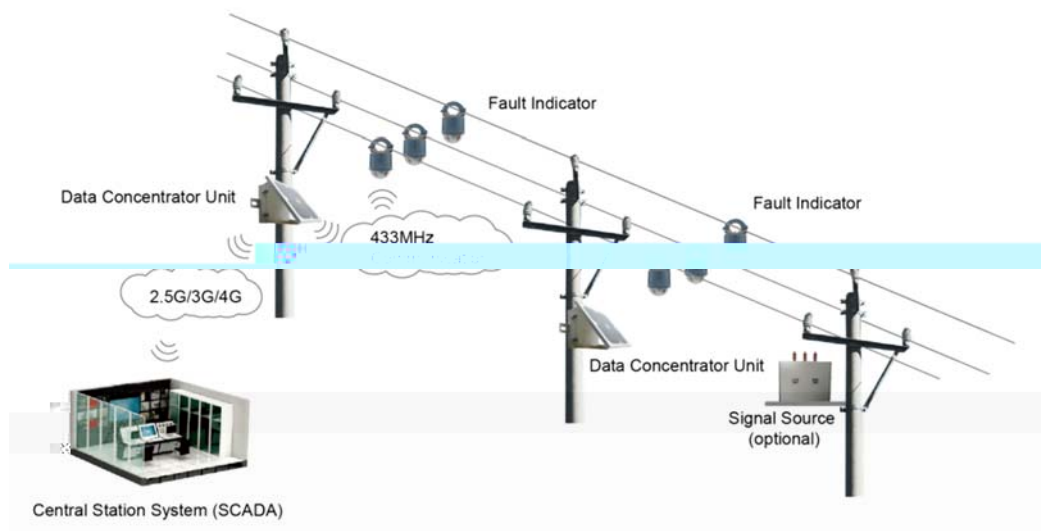 Fault Indicator
Data Concentrator Unit
Fault Indicator
433MHz
2.5G/3G/4G
Data Concentrator Unit
Signal Source
(optional)
Central Station System (SCADA)